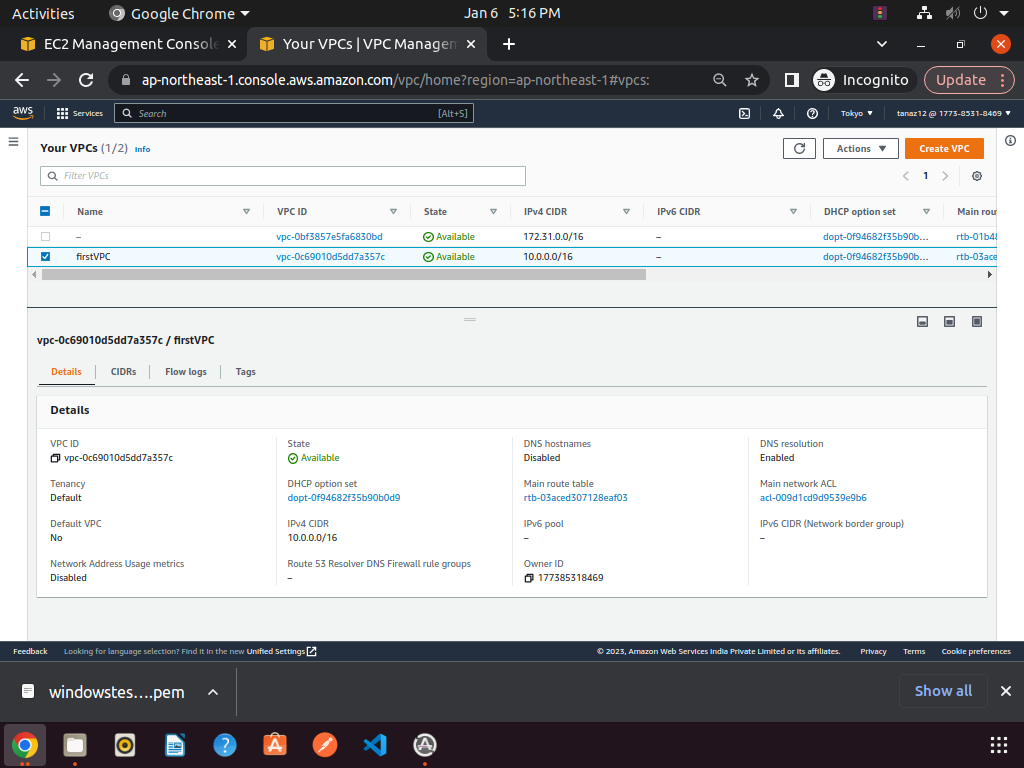 Activities Google Chrome Jan 6 5:16 PM
EC2 Management Console Your VPCs | VPC Managem
ap-northeast-1.console.aws.amazon.com/vpc/home?region=ap-northeast-1#vpcs: Incognito Update
aws Services Search [Alt+S] Tokyo tanaz12 @ 1773-8531-8469
Your VPCs (1/2) Info Actions Create VPC
Filter VPCs 1
Name VPC ID State IPv4 CIDR IPv6 CIDR DHCP option set Main rou
– vpc-0bf3857e5fa6830bd Available 172.31.0.0/16 – dopt-0f94682f35b90b... rtb-01b48
firstVPC vpc-0c69010d5dd7a357c Available 10.0.0.0/16 – dopt-0f94682f35b90b... rtb-03aced
vpc-0c69010d5dd7a357c / firstVPC
Details CIDRs Flow logs Tags
Details
VPC ID State DNS hostnames DNS resolution
vpc-0c69010d5dd7a357c Available Disabled Enabled
Tenancy DHCP option set Main route table Main network ACL
Default dopt-0f94682f35b90b0d9 rtb-03aced307128eaf03 acl-009d1cd9d9539e9b6
Default VPC IPv4 CIDR IPv6 pool IPv6 CIDR (Network border group)
No 10.0.0.0/16 – –
Network Address Usage metrics Route 53 Resolver DNS Firewall rule groups Owner ID
Disabled – 177385318469
Feedback Looking for language selection? Find it in the new Unified Settings © 2023, Amazon Web Services India Private Limited or its affiliates. Privacy Terms Cookie preferences
windowstes....pem Show all